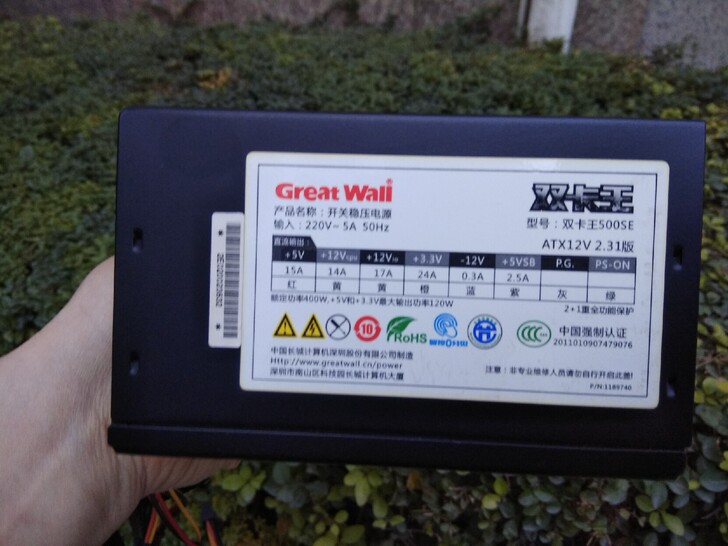 Great Wall
双卡王
产品名称：开关稳压电源
型号：双卡王500SE
输入：220V~ 5A 50Hz
ATX12V 2.31版
直流输出：
+5V +12Vcpu +12VIO +3.3V -12V +5VSB P.G. PS-ON
15A 14A 17A 24A 0.3A 2.5A
红 黄 黄 橙 蓝 紫 灰 绿
额定功率400W,+5V和+3.3V最大输出功率120W
2+1重全功能保护
10
RoHS
CCC
中国强制认证
2011010907479076
中国长城计算机深圳股份有限公司制造
Http://www.greatwall.cn/power
深圳市南山区科技园长城计算机大厦
注意：非专业维修人员请勿自行开启此盖!
P/N:1189740